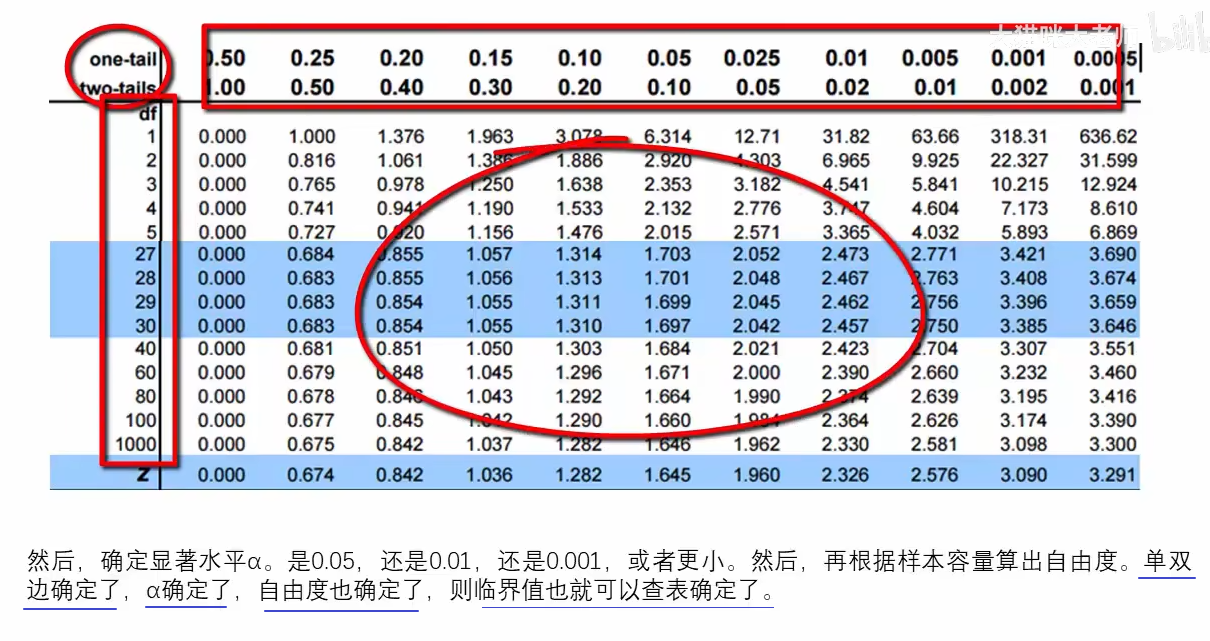 大猫咪大老师 bilibili
one-tail 0.50 0.25 0.20 0.15 0.10 0.05 0.025 0.01 0.005 0.001 0.0005
two-tails 1.00 0.50 0.40 0.30 0.20 0.10 0.05 0.02 0.01 0.002 0.001
df
1 0.000 1.000 1.376 1.963 3.078 6.314 12.71 31.82 63.66 318.31 636.62
2 0.000 0.816 1.061 1.386 1.886 2.920 4.303 6.965 9.925 22.327 31.599
3 0.000 0.765 0.978 1.250 1.638 2.353 3.182 4.541 5.841 10.215 12.924
4 0.000 0.741 0.941 1.190 1.533 2.132 2.776 3.747 4.604 7.173 8.610
5 0.000 0.727 0.920 1.156 1.476 2.015 2.571 3.365 4.032 5.893 6.869
27 0.000 0.684 0.855 1.057 1.314 1.703 2.052 2.473 2.771 3.421 3.690
28 0.000 0.683 0.855 1.056 1.313 1.701 2.048 2.467 2.763 3.408 3.674
29 0.000 0.683 0.854 1.055 1.311 1.699 2.045 2.462 2.756 3.396 3.659
30 0.000 0.683 0.854 1.055 1.310 1.697 2.042 2.457 2.750 3.385 3.646
40 0.000 0.681 0.851 1.050 1.303 1.684 2.021 2.423 2.704 3.307 3.551
60 0.000 0.679 0.848 1.045 1.296 1.671 2.000 2.390 2.660 3.232 3.460
80 0.000 0.678 0.846 1.043 1.292 1.664 1.990 2.374 2.639 3.195 3.416
100 0.000 0.677 0.845 1.042 1.290 1.660 1.984 2.364 2.626 3.174 3.390
1000 0.000 0.675 0.842 1.037 1.282 1.646 1.962 2.330 2.581 3.098 3.300
Z 0.000 0.674 0.842 1.036 1.282 1.645 1.960 2.326 2.576 3.090 3.291
然后，确定显著水平α。是0.05，还是0.01，还是0.001，或者更小。然后，再根据样本容量算出自由度。单双
边确定了，α确定了，自由度也确定了，则临界值也就可以查表确定了。